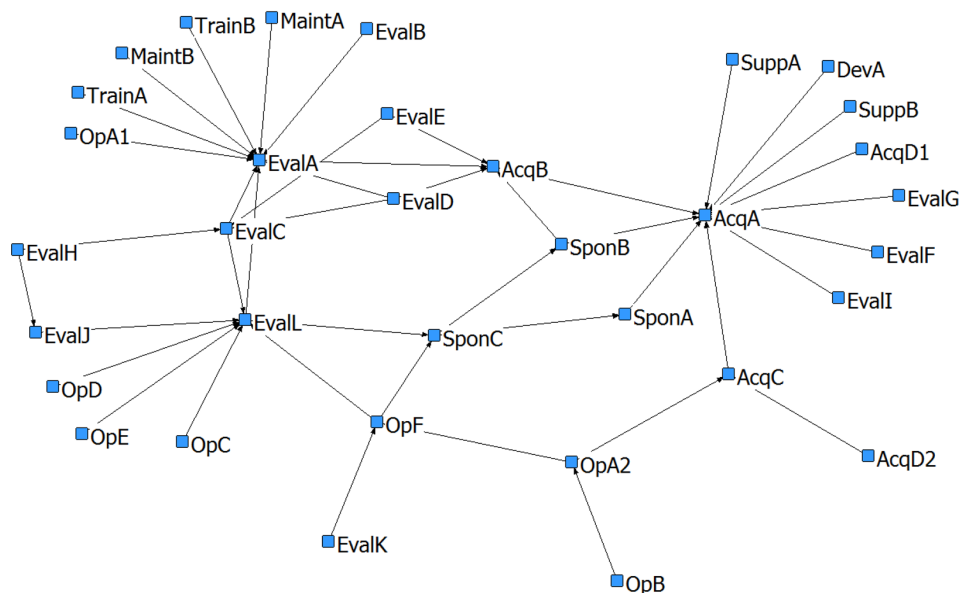 TrainB
MaintA
EvalB
MaintB
SuppA
DevA
TrainA
SuppB
EvalE
OpA1
AcqD1
EvalA
AcqB
EvalD
EvalG
AcqA
EvalC
SponB
EvalH
EvalF
EvalI
EvalL
SponA
EvalJ
SponC
AcqC
OpD
OpF
OpE
OpC
AcqD2
OpA2
EvalK
OpB